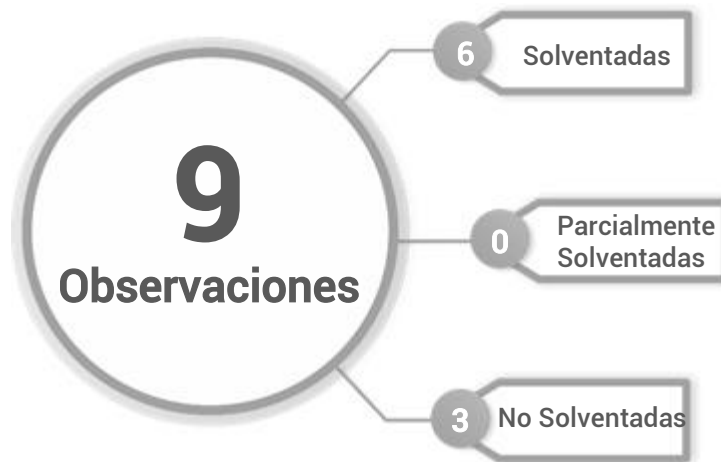 9
Observaciones
6
Solventadas
0
Parcialmente
Solventadas
3
No Solventadas